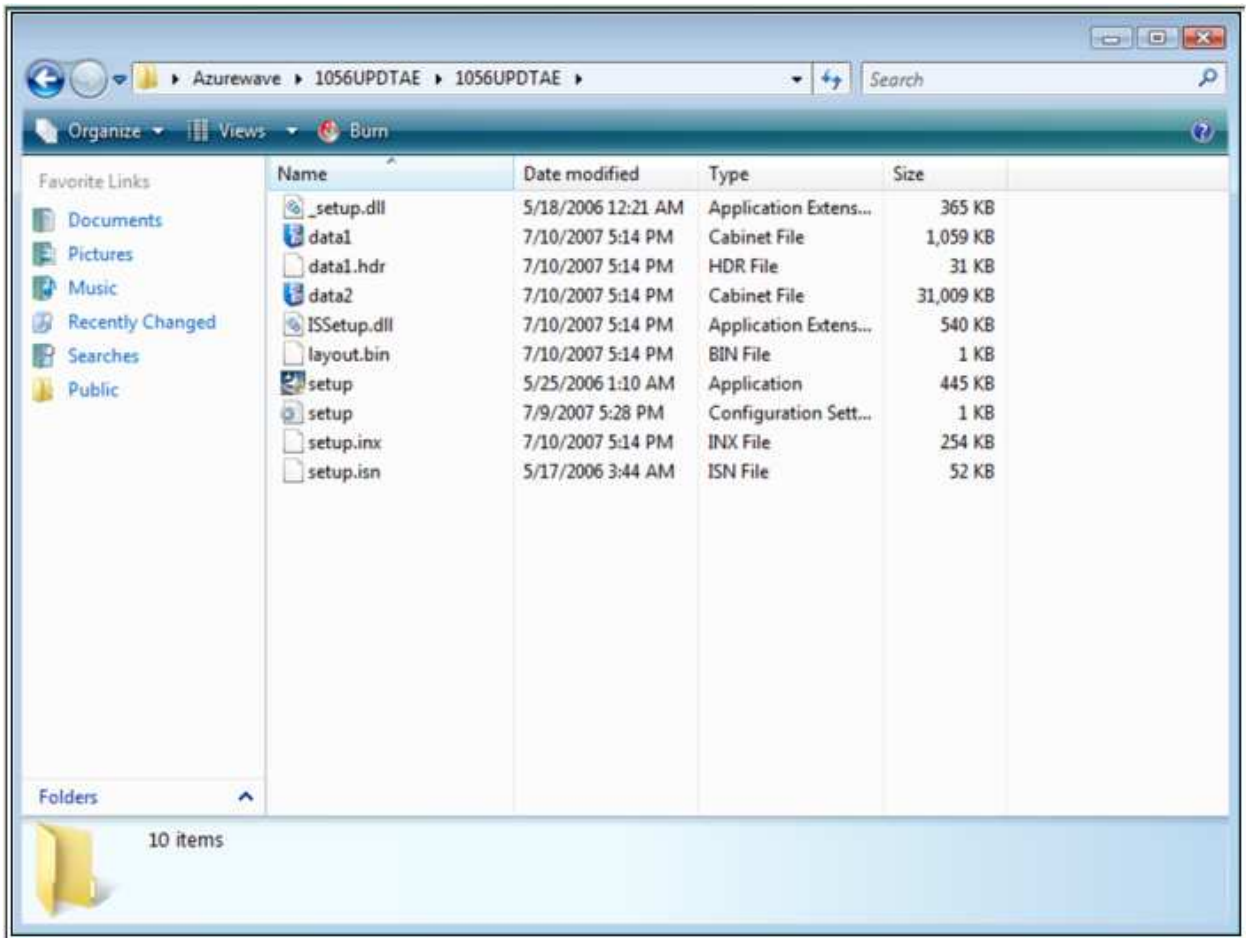 Azurewave 1056UPDTAE 1056UPDTAE Search
Organize Views Burn
Favorite Links
Documents
Pictures
Music
Recently Changed
Searches
Public
Name Date modified Type Size
_setup.dll 5/18/2006 12:21 AM Application Extens... 365 KB
data1 7/10/2007 5:14 PM Cabinet File 1,059 KB
data1.hdr 7/10/2007 5:14 PM HDR File 31 KB
data2 7/10/2007 5:14 PM Cabinet File 31,009 KB
ISSetup.dll 7/10/2007 5:14 PM Application Extens... 540 KB
layout.bin 7/10/2007 5:14 PM BIN File 1 KB
setup 5/25/2006 1:10 AM Application 445 KB
setup 7/9/2007 5:28 PM Configuration Sett... 1 KB
setup.inx 7/10/2007 5:14 PM INX File 254 KB
setup.isn 5/17/2006 3:44 AM ISN File 52 KB
Folders
10 items